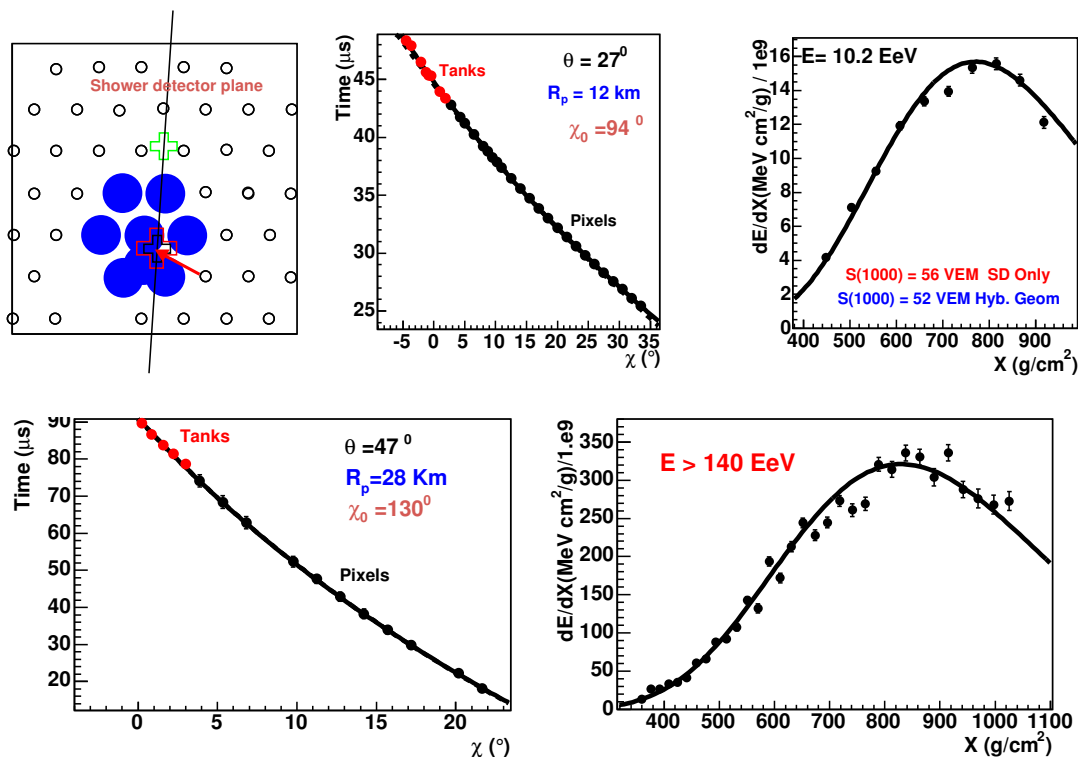 Shower detector plane
Time (μs)
45
40
35
30
25
Tanks
θ = 27⁰
Rₚ = 12 km
χ₀ =94 ⁰
Pixels
-5 0 5 10 15 20 25 30 35
χ (°)
dE/dX(MeV cm²/g) / 1e9
16
14
12
10
8
6
4
2
0
E= 10.2 EeV
S(1000) = 56 VEM SD Only
S(1000) = 52 VEM Hyb. Geom
400 500 600 700 800 900
X (g/cm²)
Time (μs)
90
80
70
60
50
40
30
20
Tanks
θ =47 ⁰
Rₚ=28 Km
χ₀ =130⁰
Pixels
0 5 10 15 20
χ (°)
dE/dX(MeV cm²/g)/1.e9
350
300
250
200
150
100
50
0
E > 140 EeV
400 500 600 700 800 900 1000 1100
X (g/cm²)